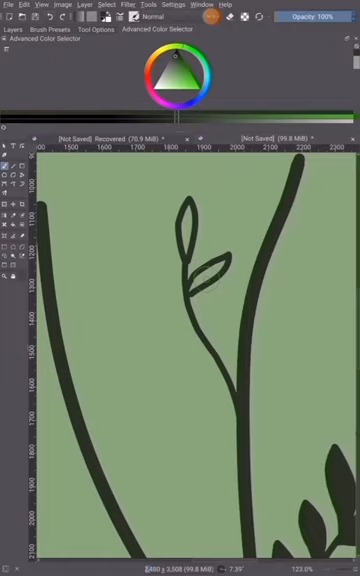 File Edit View Image Layer Select Filter Tools Settings Window Help
Normal
Opacity: 100%
Layers Brush Presets Tool Options Advanced Color Selector
Advanced Color Selector
[Not Saved] Recovered (70.9 MiB) *
[Not Saved] (99.8 MiB) *
1500 1600 1700 1800 1900 2000 2100 2200 2300
1000
1100
1200
1300
1400
1500
1600
1700
1800
1900
2000
2100
2,480 x 3,508 (99.8 MiB) 7.39° 123.0%